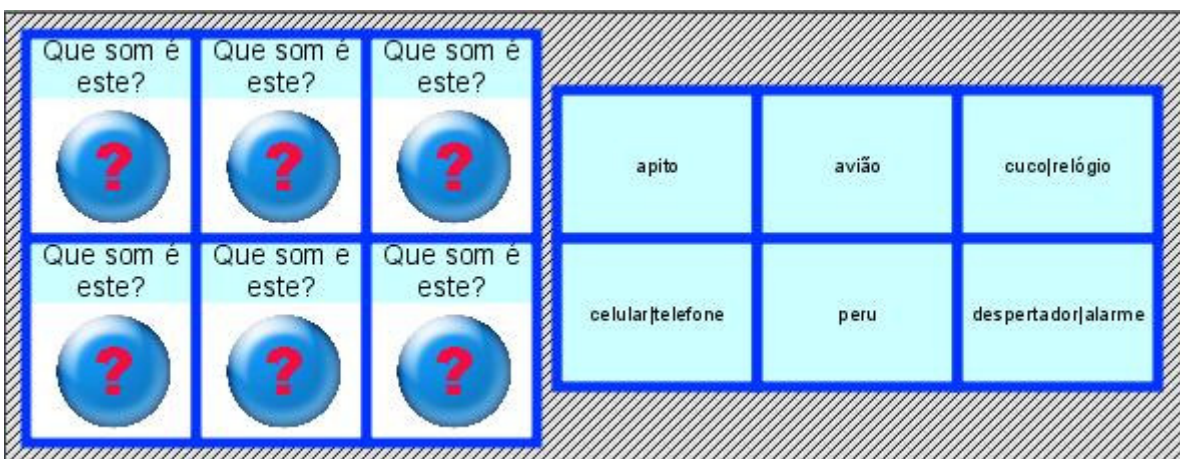 Que som é
este?
?
Que som é
este?
?
Que som é
este?
?
Que som é
este?
?
Que som e
este?
?
Que som é
este?
?
apito
avião
cuco|relógio
celular|telefone
peru
despertador|alarme